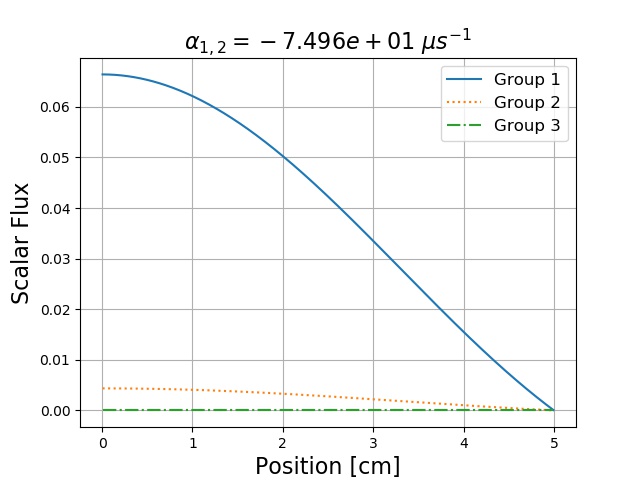 α1,2 = −7.496e + 01 μs⁻¹
Group 1
Group 2
Group 3
Scalar Flux
0.06
0.05
0.04
0.03
0.02
0.01
0.00
0 1 2 3 4 5
Position [cm]